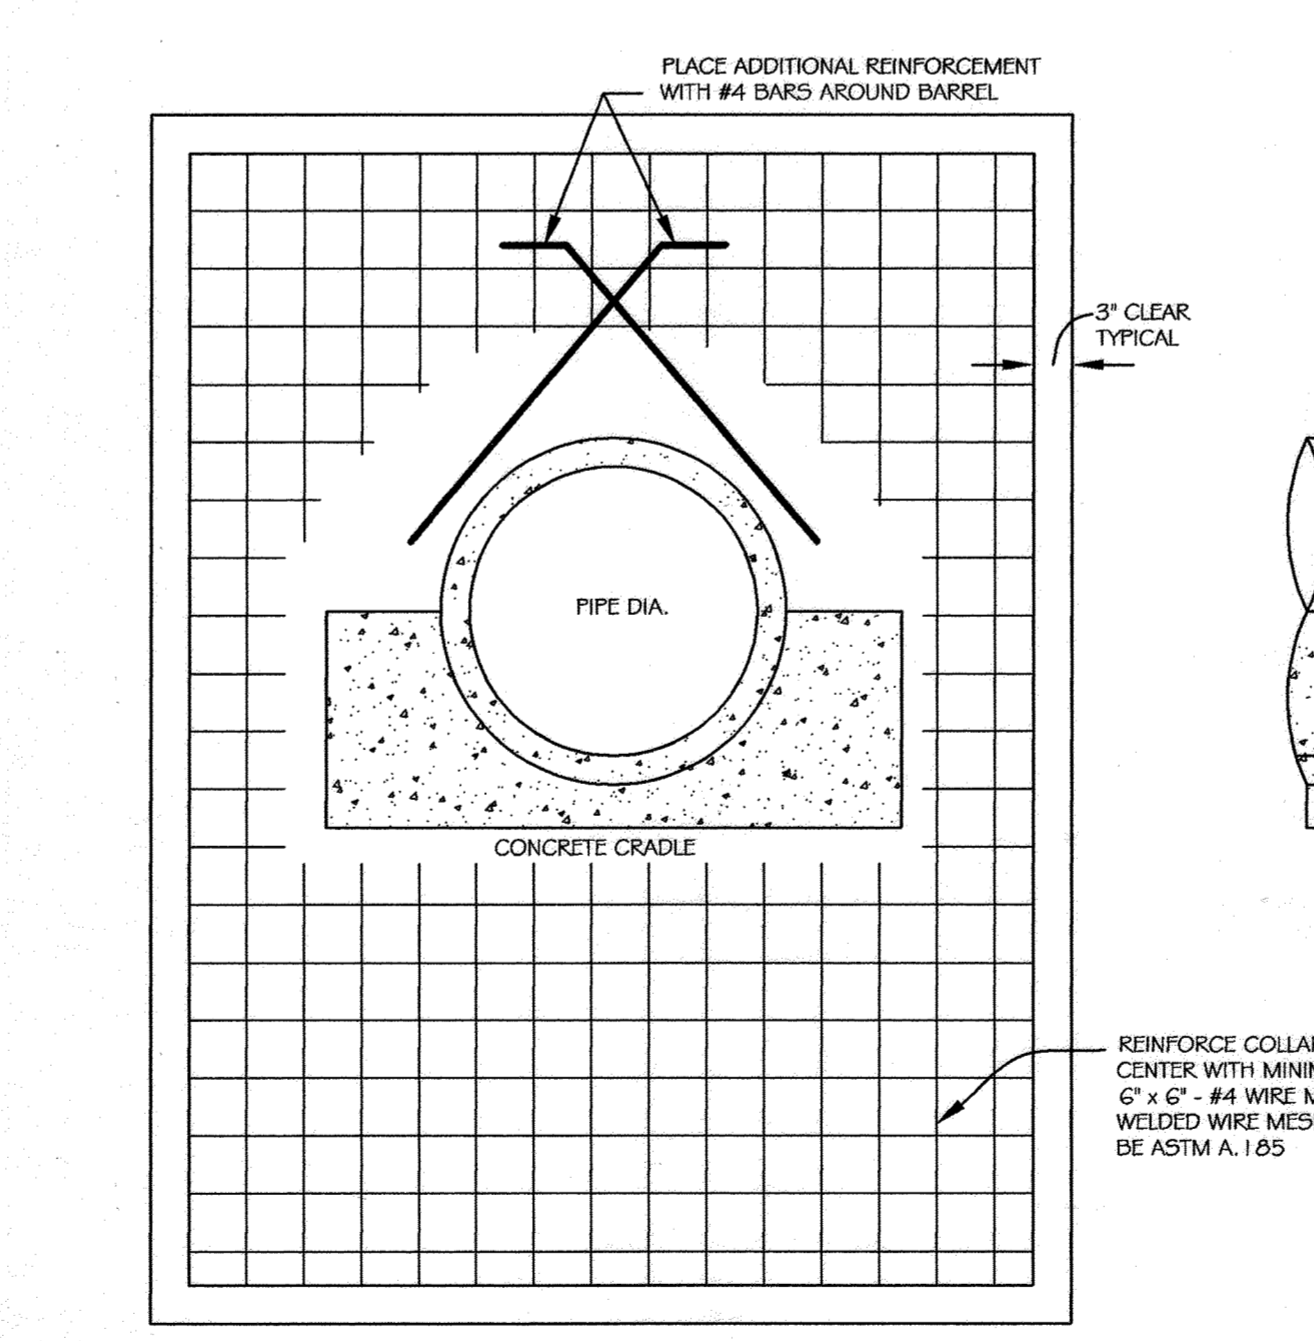 PLACE ADDITIONAL REINFORCEMENT
WITH #4 BARS AROUND BARREL
3" CLEAR
TYPICAL
PIPE DIA.
CONCRETE CRADLE
REINFORCE
CENTER WITH
6" x 6" - #4 WIRE
WELDED WIRE
BE ASTM A.185